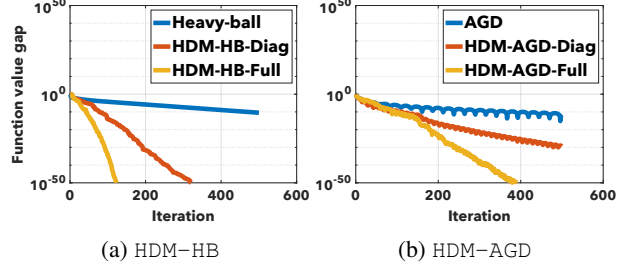 Function value gap
10^50
10^0
10^-50
0
200
400
600
Iteration
Heavy-ball
HDM-HB-Diag
HDM-HB-Full
(a) HDM-HB
10^50
10^0
10^-50
0
200
400
600
Iteration
AGD
HDM-AGD-Diag
HDM-AGD-Full
(b) HDM-AGD